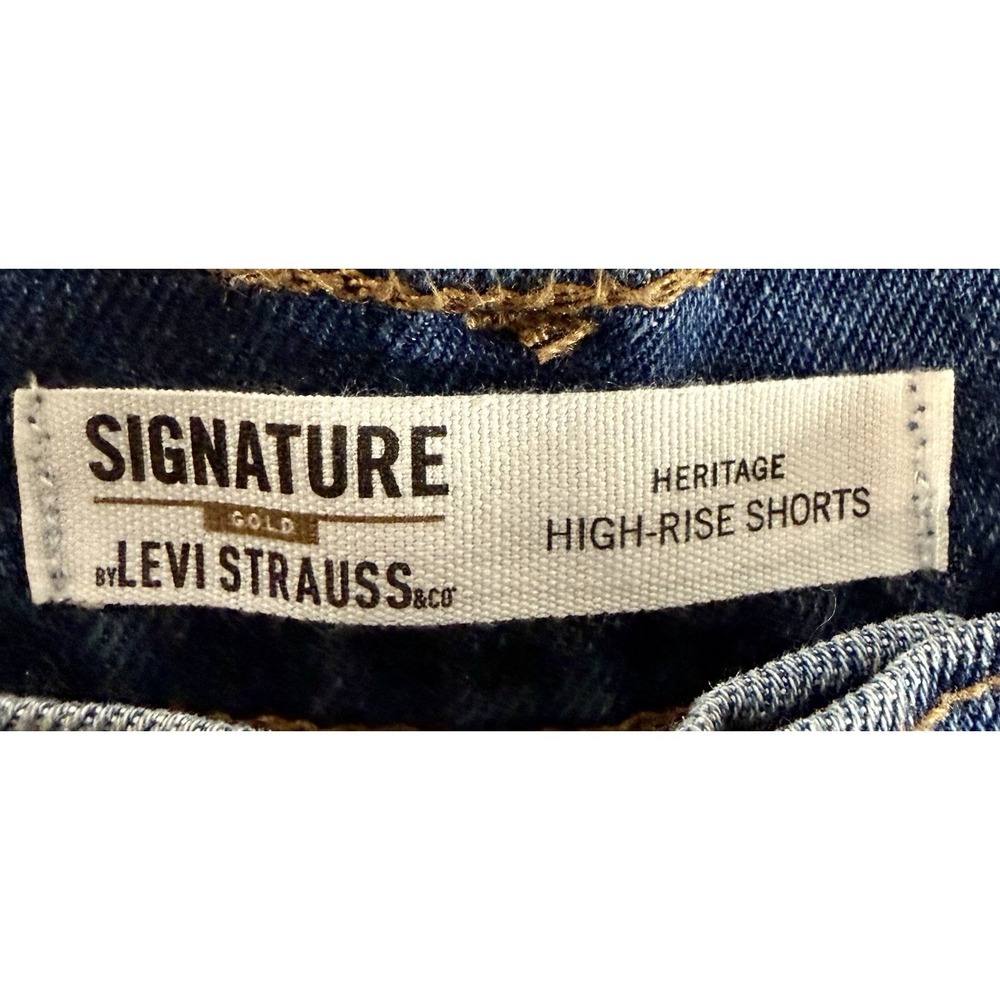 SIGNATURE
GOLD
BY LEVI STRAUSS &CO
HERITAGE
HIGH-RISE SHORTS